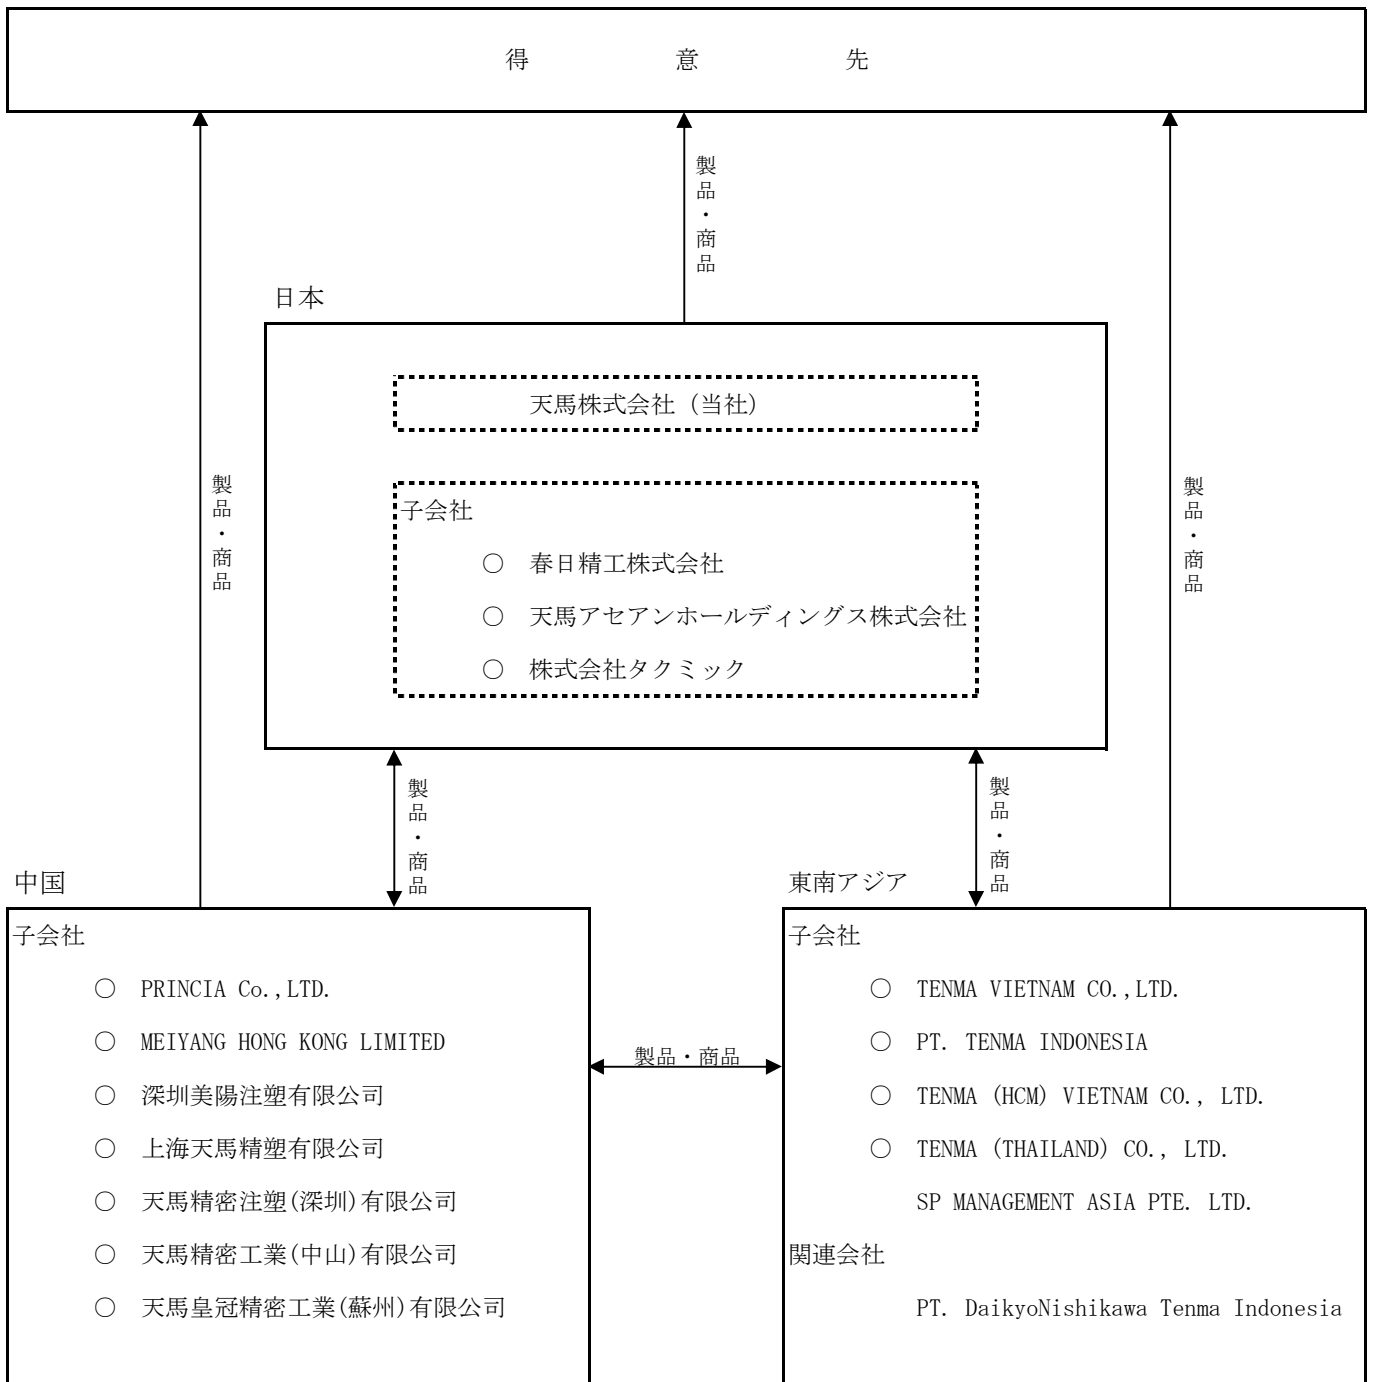 得意先
製品・商品
日本
天馬株式会社（当社）
製品・商品
製品・商品
子会社
○ 春日精工株式会社
○ 天馬アセアンホールディングス株式会社
○ 株式会社タクミック
製品・商品
製品・商品
中国
東南アジア
子会社
○ PRINCIA Co.,LTD.
○ MEIYANG HONG KONG LIMITED
○ 深圳美陽注塑有限公司
○ 上海天馬精塑有限公司
○ 天馬精密注塑(深圳)有限公司
○ 天馬精密工業(中山)有限公司
○ 天馬皇冠精密工業(蘇州)有限公司
製品・商品
子会社
○ TENMA VIETNAM CO.,LTD.
○ PT. TENMA INDONESIA
○ TENMA (HCM) VIETNAM CO., LTD.
○ TENMA (THAILAND) CO., LTD.
SP MANAGEMENT ASIA PTE. LTD.
関連会社
PT. DaikyoNishikawa Tenma Indonesia